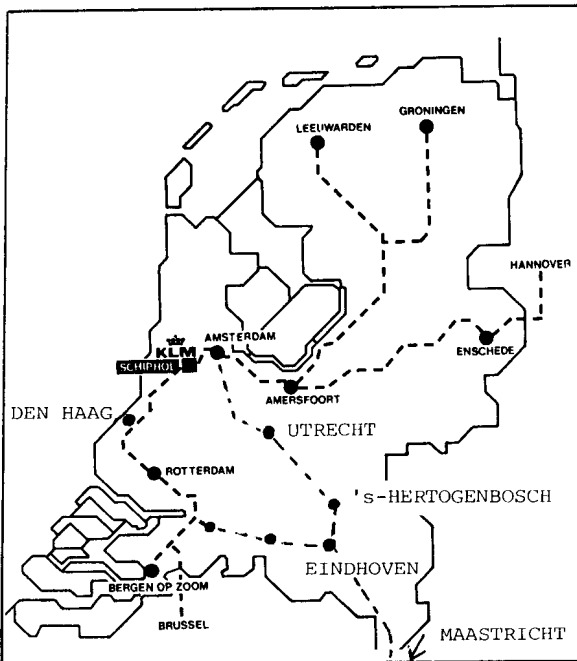 GRONINGEN
LEEUWARDEN
HANNOVER
KLM
AMSTERDAM
SCHIPHOL
ENSCHEDE
AMERSFOORT
DEN HAAG
UTRECHT
ROTTERDAM
's-HERTOGENBOSCH
EINDHOVEN
BERGEN OP ZOOM
BRUSSEL
MAASTRICHT